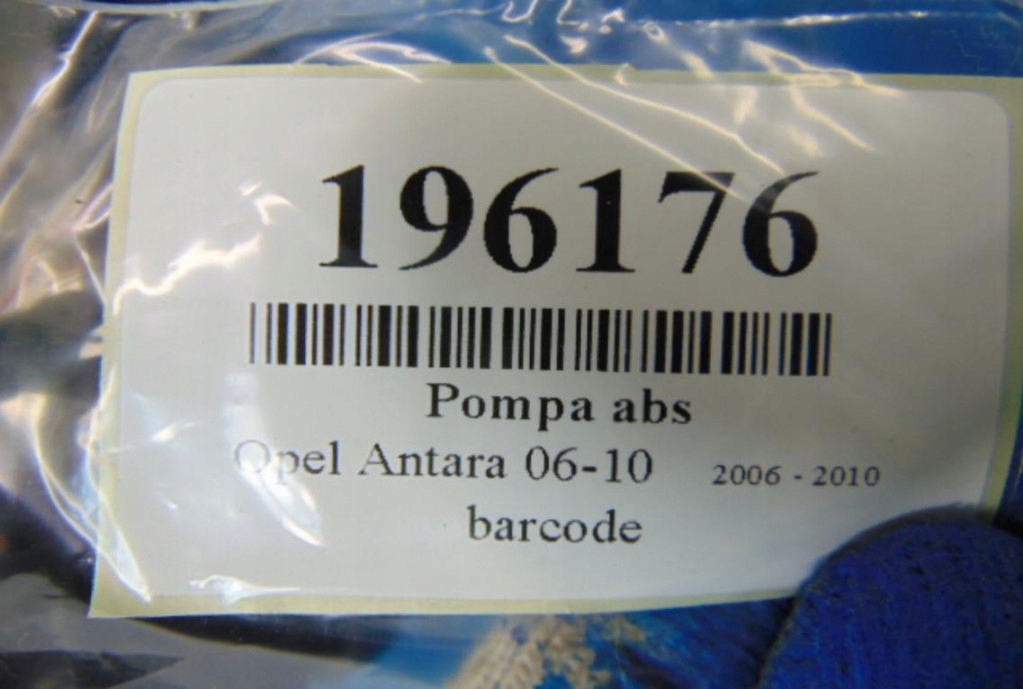 196176
Pompa abs
Opel Antara 06-10 2006 - 2010
barcode